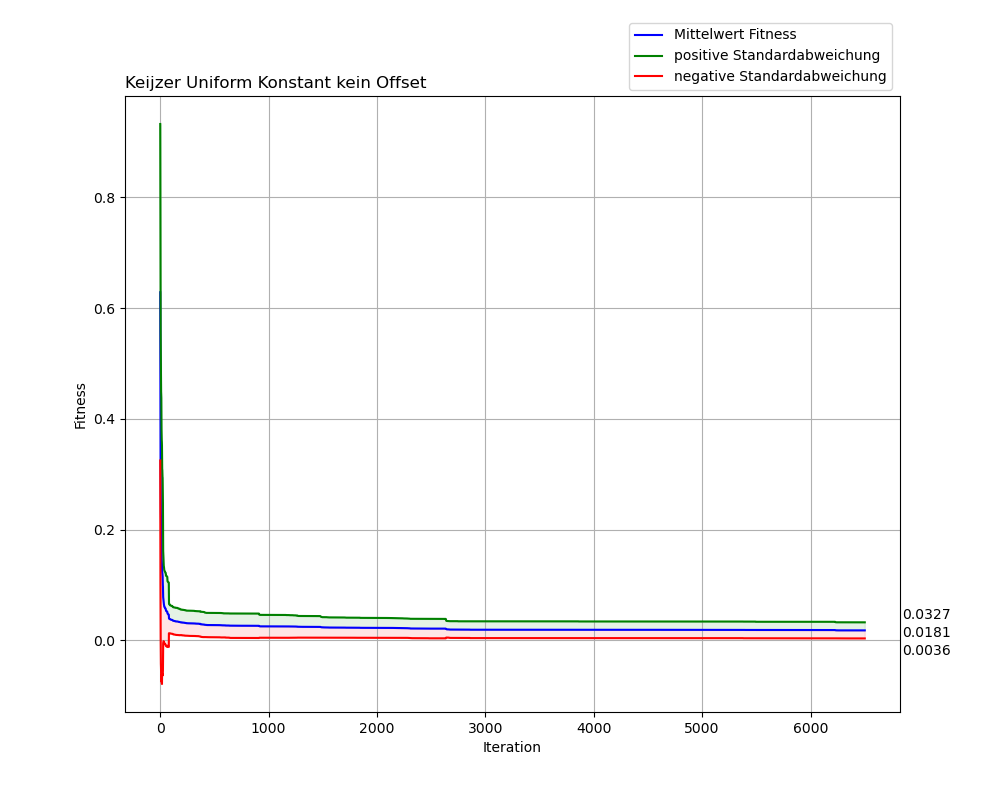 Mittelwert Fitness
positive Standardabweichung
negative Standardabweichung
Keijzer Uniform Konstant kein Offset
Fitness
0.8
0.6
0.4
0.2
0.0
0.0327
0.0181
0.0036
0 1000 2000 3000 4000 5000 6000
Iteration